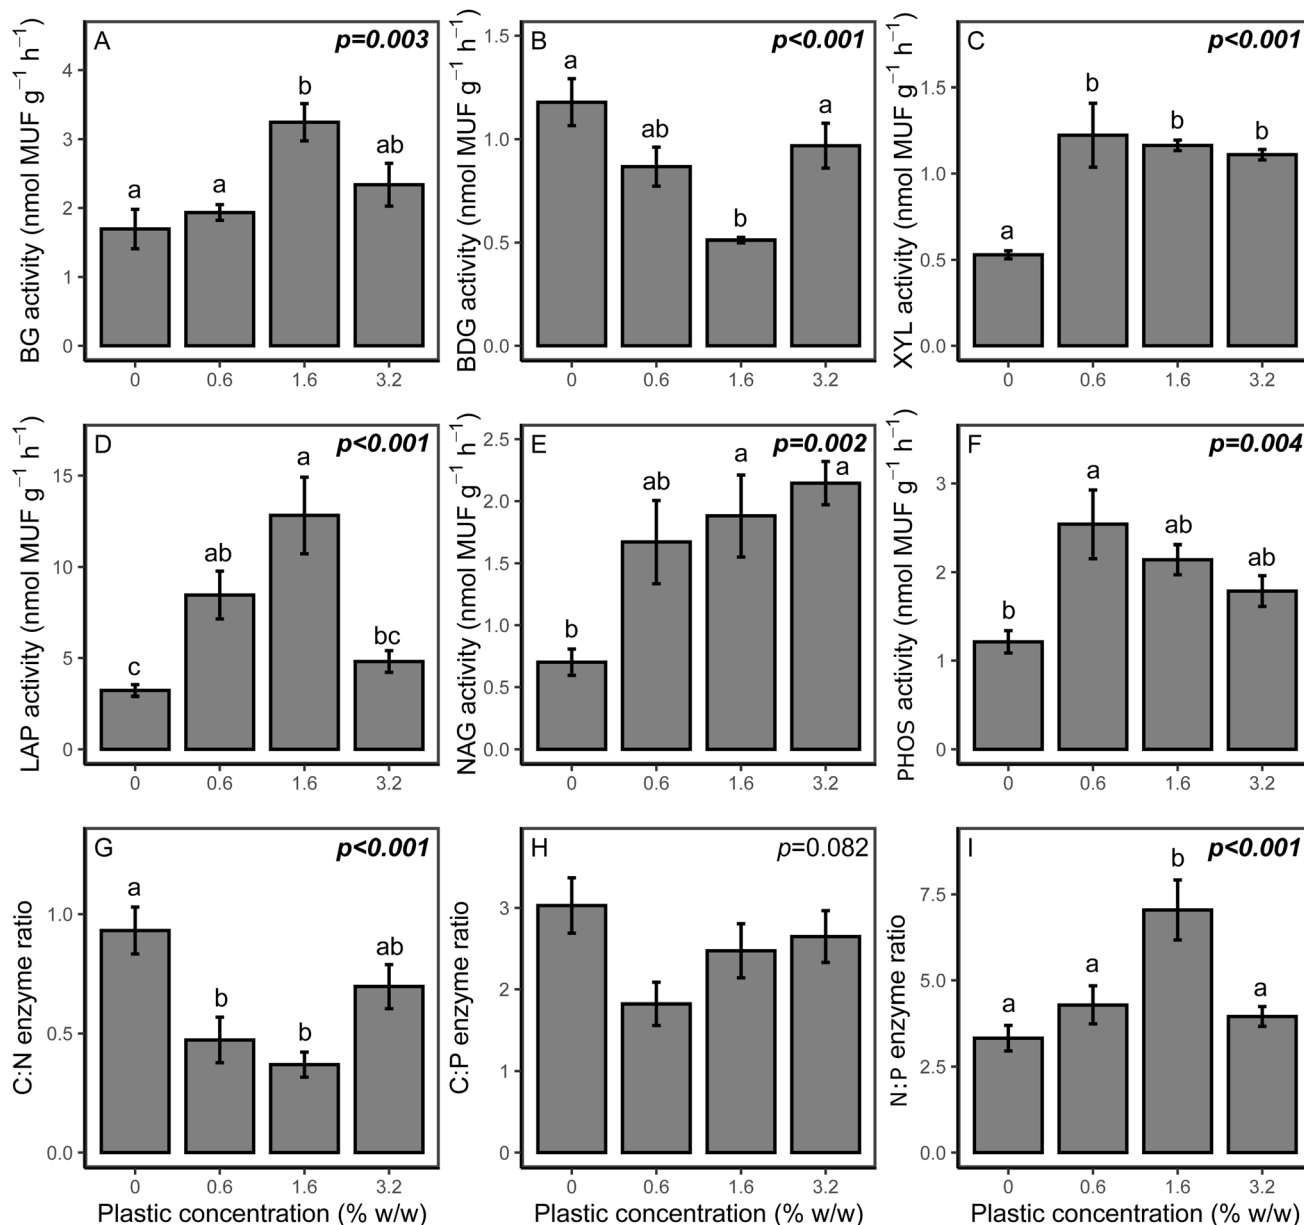 A
p=0.003
BG activity (nmol MUF g⁻¹ h⁻¹)
4
3
2
1
0
a
a
b
ab
0 0.6 1.6 3.2
B
p<0.001
BDG activity (nmol MUF g⁻¹ h⁻¹)
1.5
1.0
0.5
0.0
a
ab
b
a
0 0.6 1.6 3.2
C
p<0.001
XYL activity (nmol MUF g⁻¹ h⁻¹)
1.5
1.0
0.5
0.0
a
b
b
b
0 0.6 1.6 3.2
D
p<0.001
LAP activity (nmol MUF g⁻¹ h⁻¹)
15
10
5
0
c
ab
a
bc
0 0.6 1.6 3.2
E
p=0.002
NAG activity (nmol MUF g⁻¹ h⁻¹)
2.5
2.0
1.5
1.0
0.5
0.0
b
ab
a
a
0 0.6 1.6 3.2
F
p=0.004
PHOS activity (nmol MUF g⁻¹ h⁻¹)
3
2
1
0
b
a
ab
ab
0 0.6 1.6 3.2
G
p<0.001
C:N enzyme ratio
1.0
0.5
0.0
a
b
b
ab
0 0.6 1.6 3.2
Plastic concentration (% w/w)
H
p=0.082
C:P enzyme ratio
3
2
1
0
0 0.6 1.6 3.2
Plastic concentration (% w/w)
I
p<0.001
N:P enzyme ratio
7.5
5.0
2.5
0.0
a
a
b
a
0 0.6 1.6 3.2
Plastic concentration (% w/w)